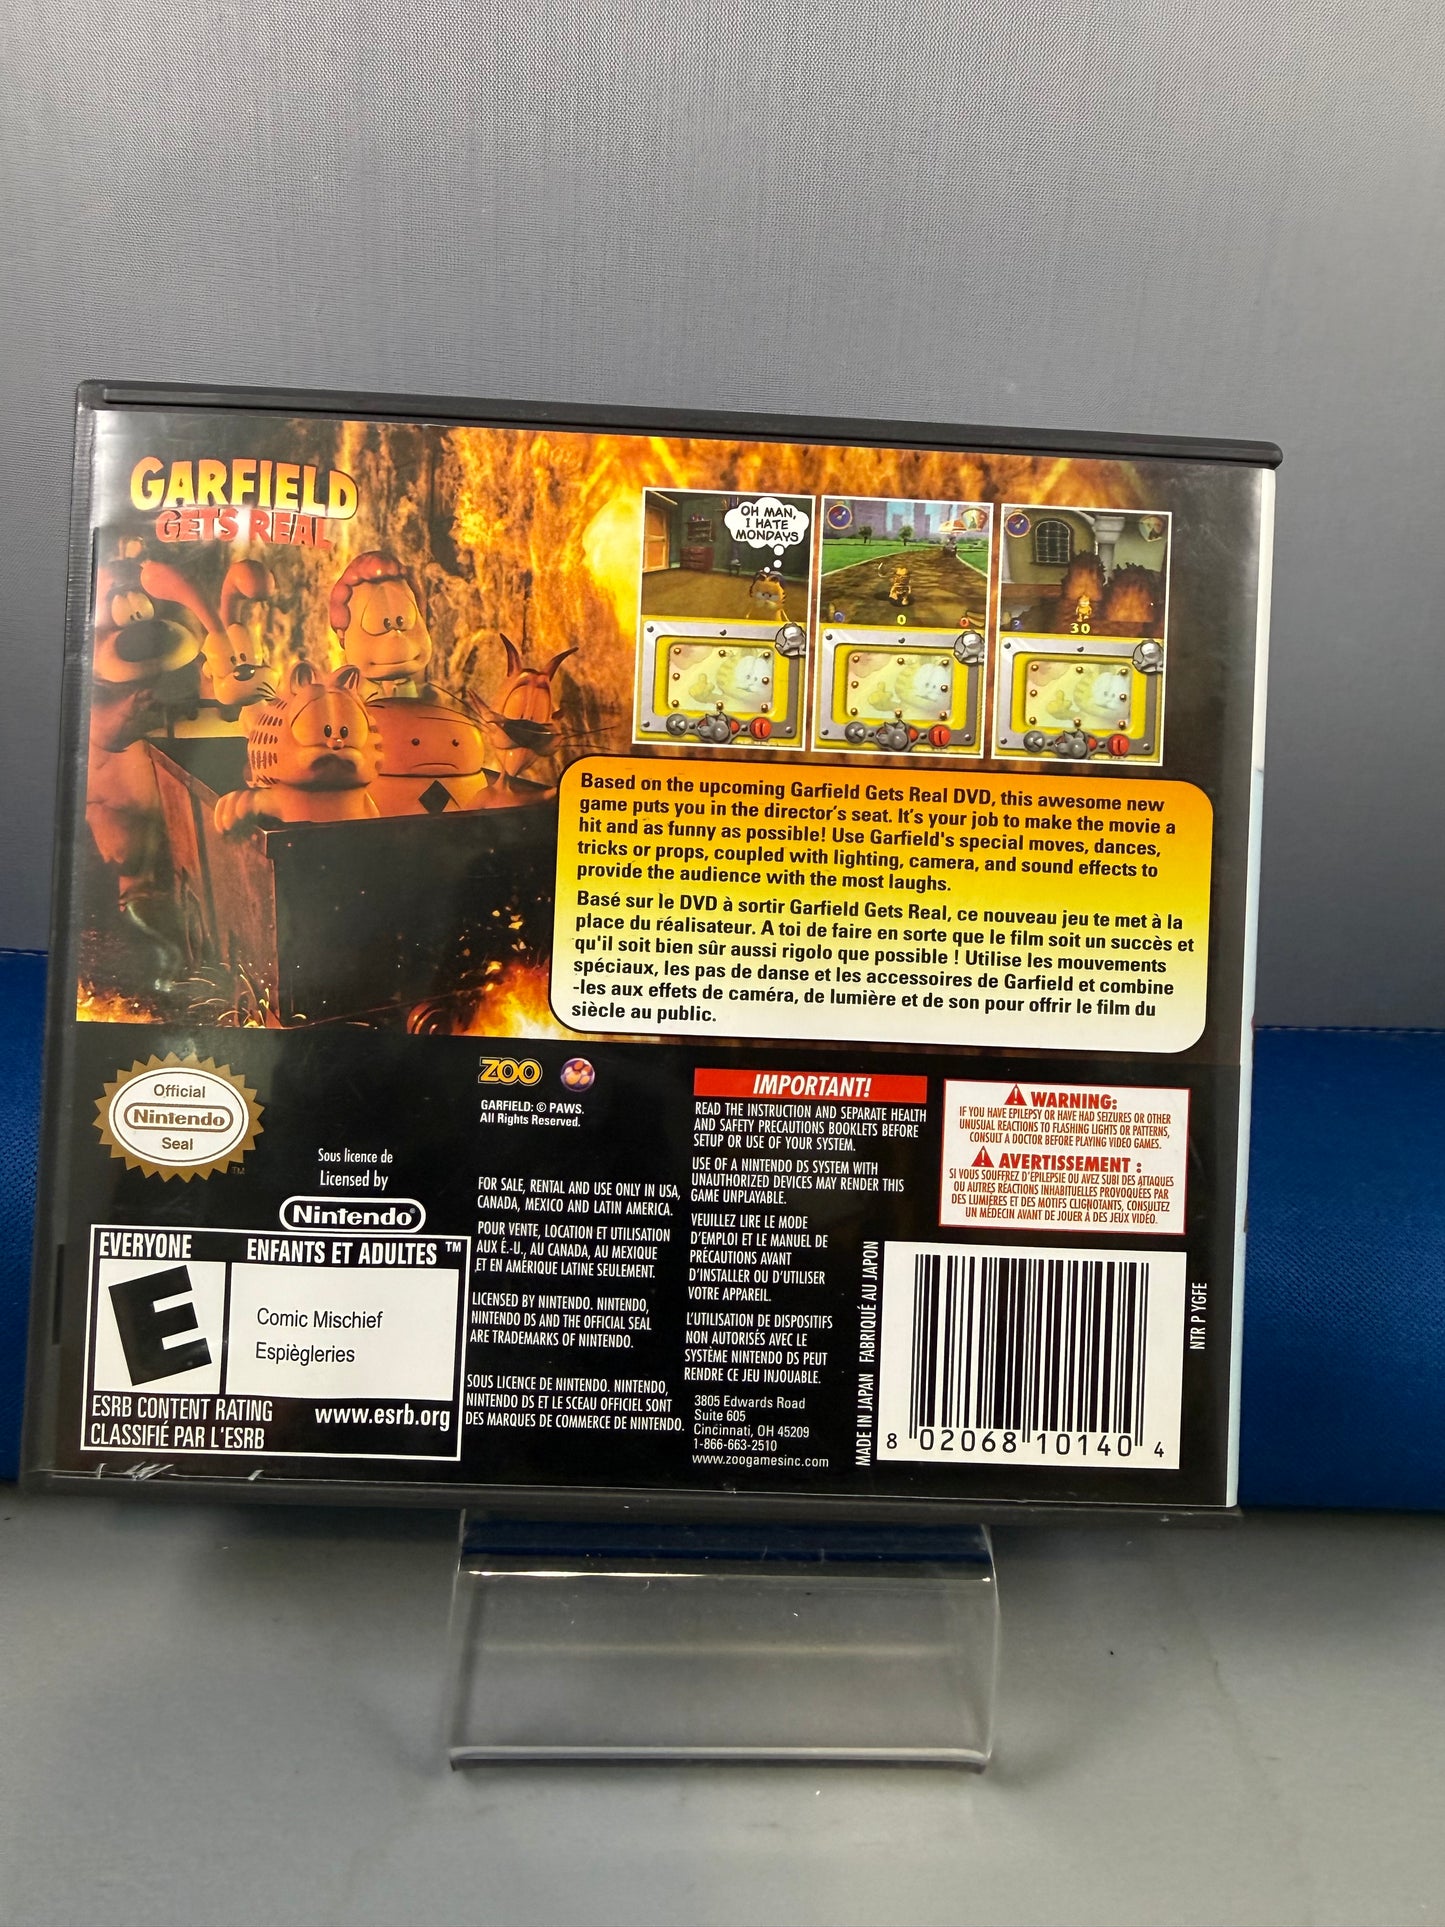 GARFIELD
GETS REAL
OH MAN,
I HATE
MONDAYS
0
30
Based on the upcoming Garfield Gets Real DVD, this awesome new
game puts you in the director's seat. It's your job to make the movie a
hit and as funny as possible! Use Garfield's special moves, dances,
tricks or props, coupled with lighting, camera, and sound effects to
provide the audience with the most laughs.
Basé sur le DVD à sortir Garfield Gets Real, ce nouveau jeu te met à la
place du réalisateur. A toi de faire en sorte que le film soit un succès et
qu'il soit bien sûr aussi rigolo que possible ! Utilise les mouvements
spéciaux, les pas de danse et les accessoires de Garfield et combine
-les aux effets de caméra, de lumière et de son pour offrir le film du
siècle au public.
Official
Nintendo
Seal
TM
Sous licence de
Licensed by
Nintendo®
EVERYONE
ENFANTS ET ADULTES ™
E
Comic Mischief
Espiègleries
ESRB CONTENT RATING
CLASSIFIÉ PAR L'ESRB
www.esrb.org
ZOO
GARFIELD: © PAWS.
All Rights Reserved.
FOR SALE, RENTAL AND USE ONLY IN USA,
CANADA, MEXICO AND LATIN AMERICA.
POUR VENTE, LOCATION ET UTILISATION
AUX É.-U., AU CANADA, AU MEXIQUE
ET EN AMÉRIQUE LATINE SEULEMENT.
LICENSED BY NINTENDO. NINTENDO,
NINTENDO DS AND THE OFFICIAL SEAL
ARE TRADEMARKS OF NINTENDO.
SOUS LICENCE DE NINTENDO. NINTENDO,
NINTENDO DS ET LE SCEAU OFFICIEL SONT
DES MARQUES DE COMMERCE DE NINTENDO.
IMPORTANT!
READ THE INSTRUCTION AND SEPARATE HEALTH
AND SAFETY PRECAUTIONS BOOKLETS BEFORE
SETUP OR USE OF YOUR SYSTEM.
USE OF A NINTENDO DS SYSTEM WITH
UNAUTHORIZED DEVICES MAY RENDER THIS
GAME UNPLAYABLE.
VEUILLEZ LIRE LE MODE
D'EMPLOI ET LE MANUEL DE
PRÉCAUTIONS AVANT
D'INSTALLER OU D'UTILISER
VOTRE APPAREIL.
L'UTILISATION DE DISPOSITIFS
NON AUTORISÉS AVEC LE
SYSTÈME NINTENDO DS PEUT
RENDRE CE JEU INJOUABLE.
3805 Edwards Road
Suite 605
Cincinnati, OH 45209
1-866-663-2510
www.zoogamesinc.com
WARNING:
IF YOU HAVE EPILEPSY OR HAVE HAD SEIZURES OR OTHER
UNUSUAL REACTIONS TO FLASHING LIGHTS OR PATTERNS,
CONSULT A DOCTOR BEFORE PLAYING VIDEO GAMES.
AVERTISSEMENT :
SI VOUS SOUFFREZ D'ÉPILEPSIE OU AVEZ SUBI DES ATTAQUES
OU AUTRES RÉACTIONS INHABITUELLES PROVOQUÉES PAR
DES LUMIÈRES ET DES MOTIFS CLIGNOTANTS, CONSULTEZ
UN MÉDECIN AVANT DE JOUER À DES JEUX VIDÉO.
MADE IN JAPAN FABRIQUÉ AU JAPON
8 02068 10140 4
NTR P YGFE